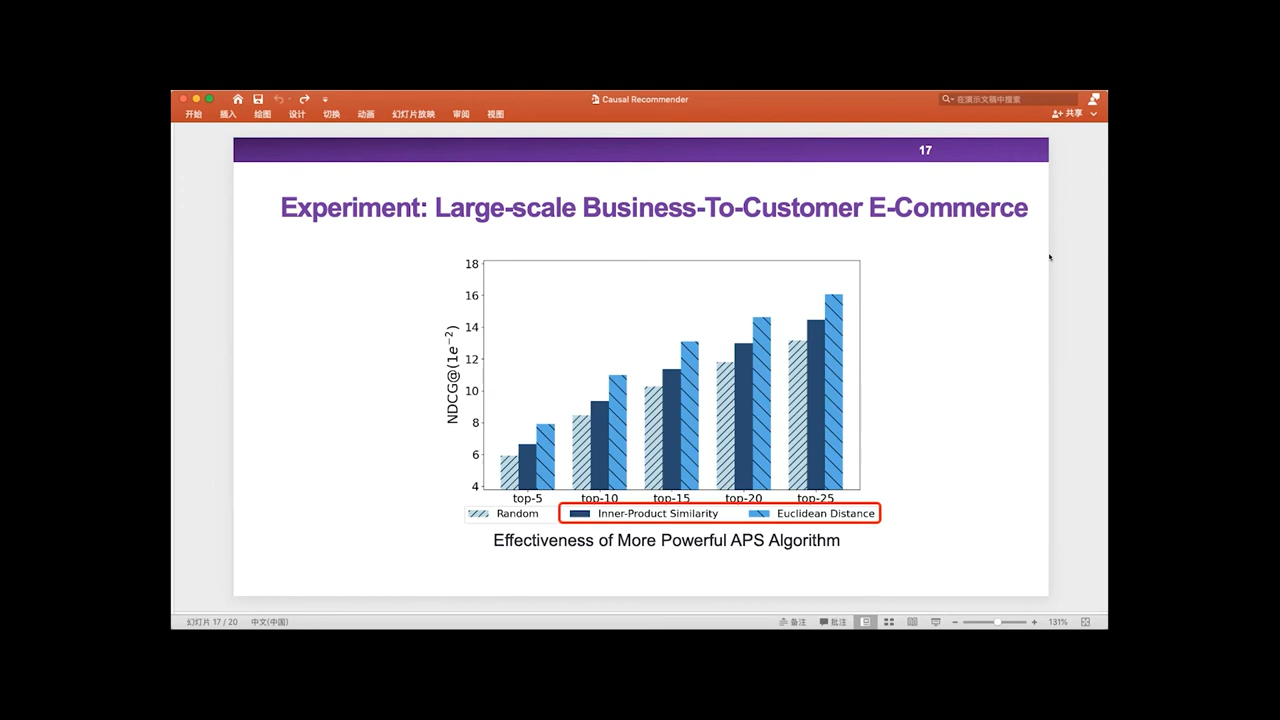 Causal Recommender
在演示文稿中搜索
开始 插入 绘图 设计 切换 动画 幻灯片放映 审阅 视图
共享
17
Experiment: Large-scale Business-To-Customer E-Commerce
18
16
14
12
10
8
6
4
NDCG@(1e⁻²)
top-5 top-10 top-15 top-20 top-25
Random Inner-Product Similarity Euclidean Distance
Effectiveness of More Powerful APS Algorithm
幻灯片 17 / 20 中文(中国) 备注 批注 131%